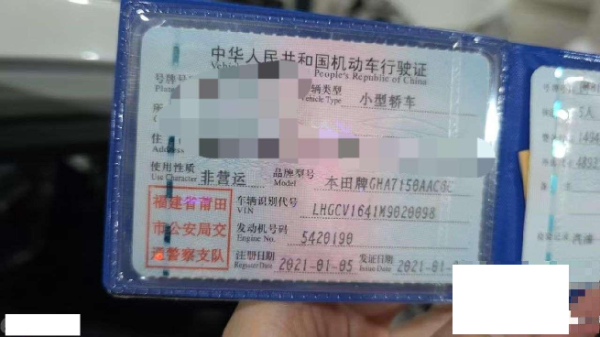 中华人民共和国机动车行驶证
People's Republic of China
号牌号
车辆类型 小型轿车
Vehicle Type
住
Address
使用性质 非营运 品牌型号 本田牌GHA7150AAC6
Use Character Model
福建省莆田
市公安局交
通警察支队
车辆识别代号 LHGCV1641M9020098
VIN
发动机号码 5420190
Engine No.
注册日期 2021-01-05 发证日期 2021-01
Register Date Issue Date
5人